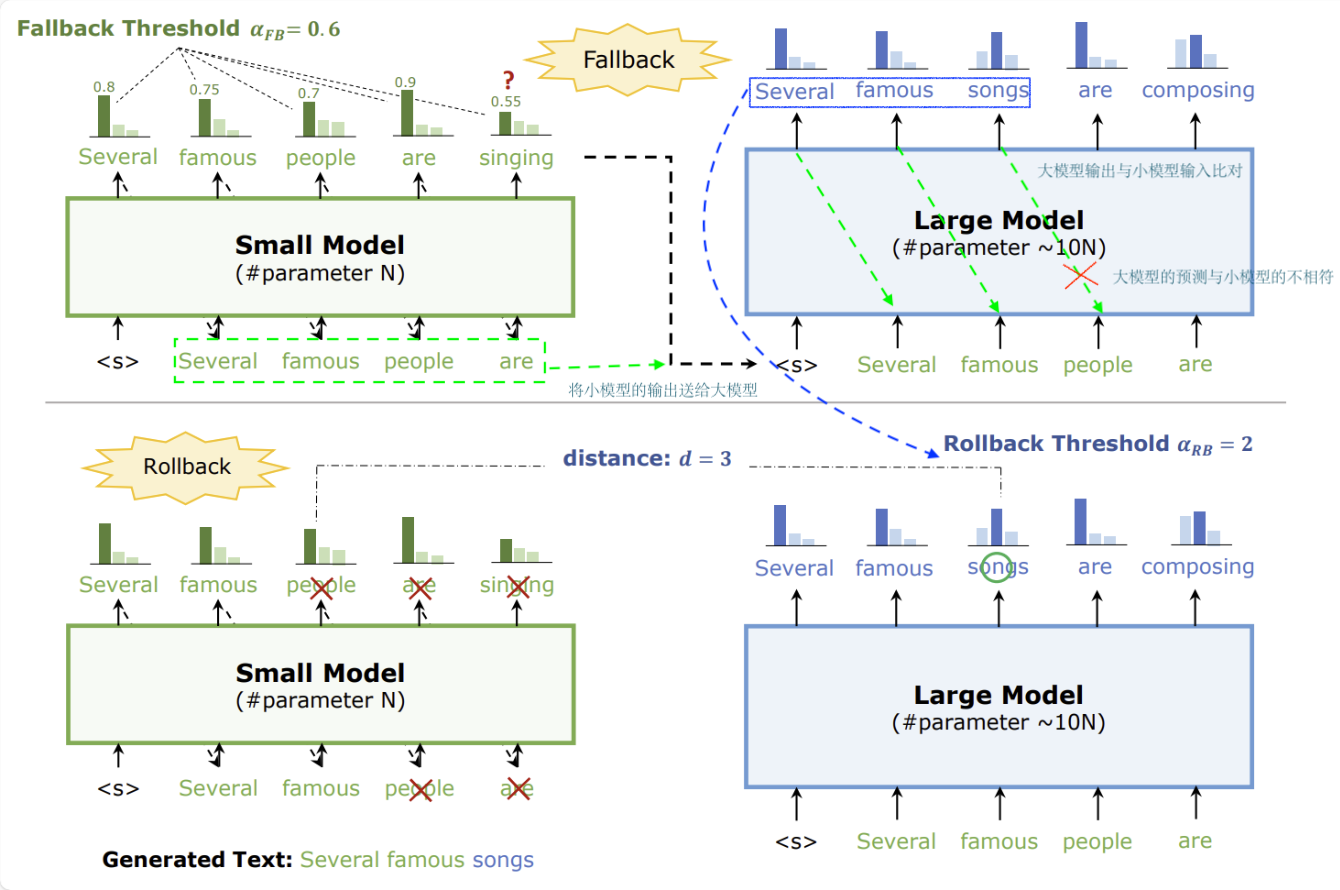 Fallback Threshold α_FB = 0.6
Fallback
0.8
0.75
0.7
0.9
?
0.55
Several famous people are singing
Small Model
(#parameter N)
<s> Several famous people are
将小模型的输出送给大模型
Several famous songs are composing
大模型输出与小模型输入比对
Large Model
(#parameter ~10N)
大模型的预测与小模型的不相符
<s> Several famous people are
Rollback
distance: d = 3
Rollback Threshold α_RB = 2
Several famous people are singing
Small Model
(#parameter N)
<s> Several famous people are
Several famous songs are composing
Large Model
(#parameter ~10N)
<s> Several famous people are
Generated Text: Several famous songs